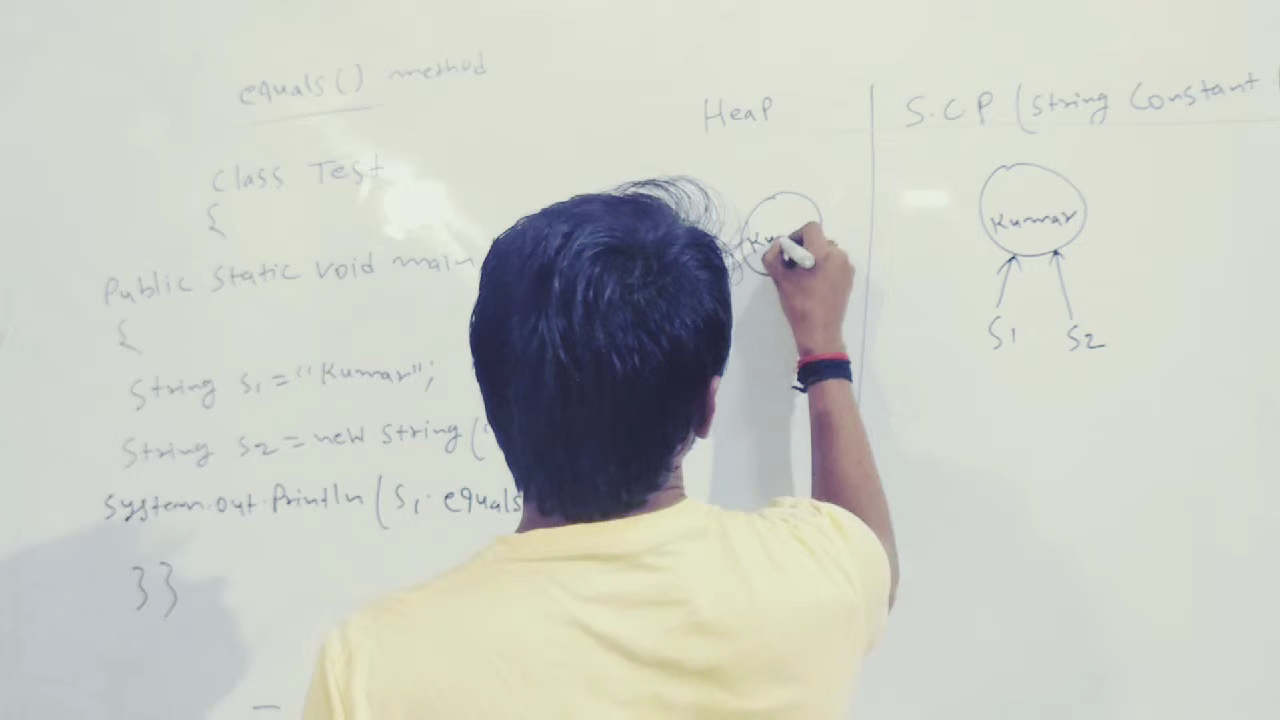 equals() method
Class Test
{
Public Static void main
{
String s1 = "Kumar";
String s2 = new String("
System.out.Println(S1.equals
}}
Heap
Ku
S.C.P (String Constant
Kumar
S1 S2